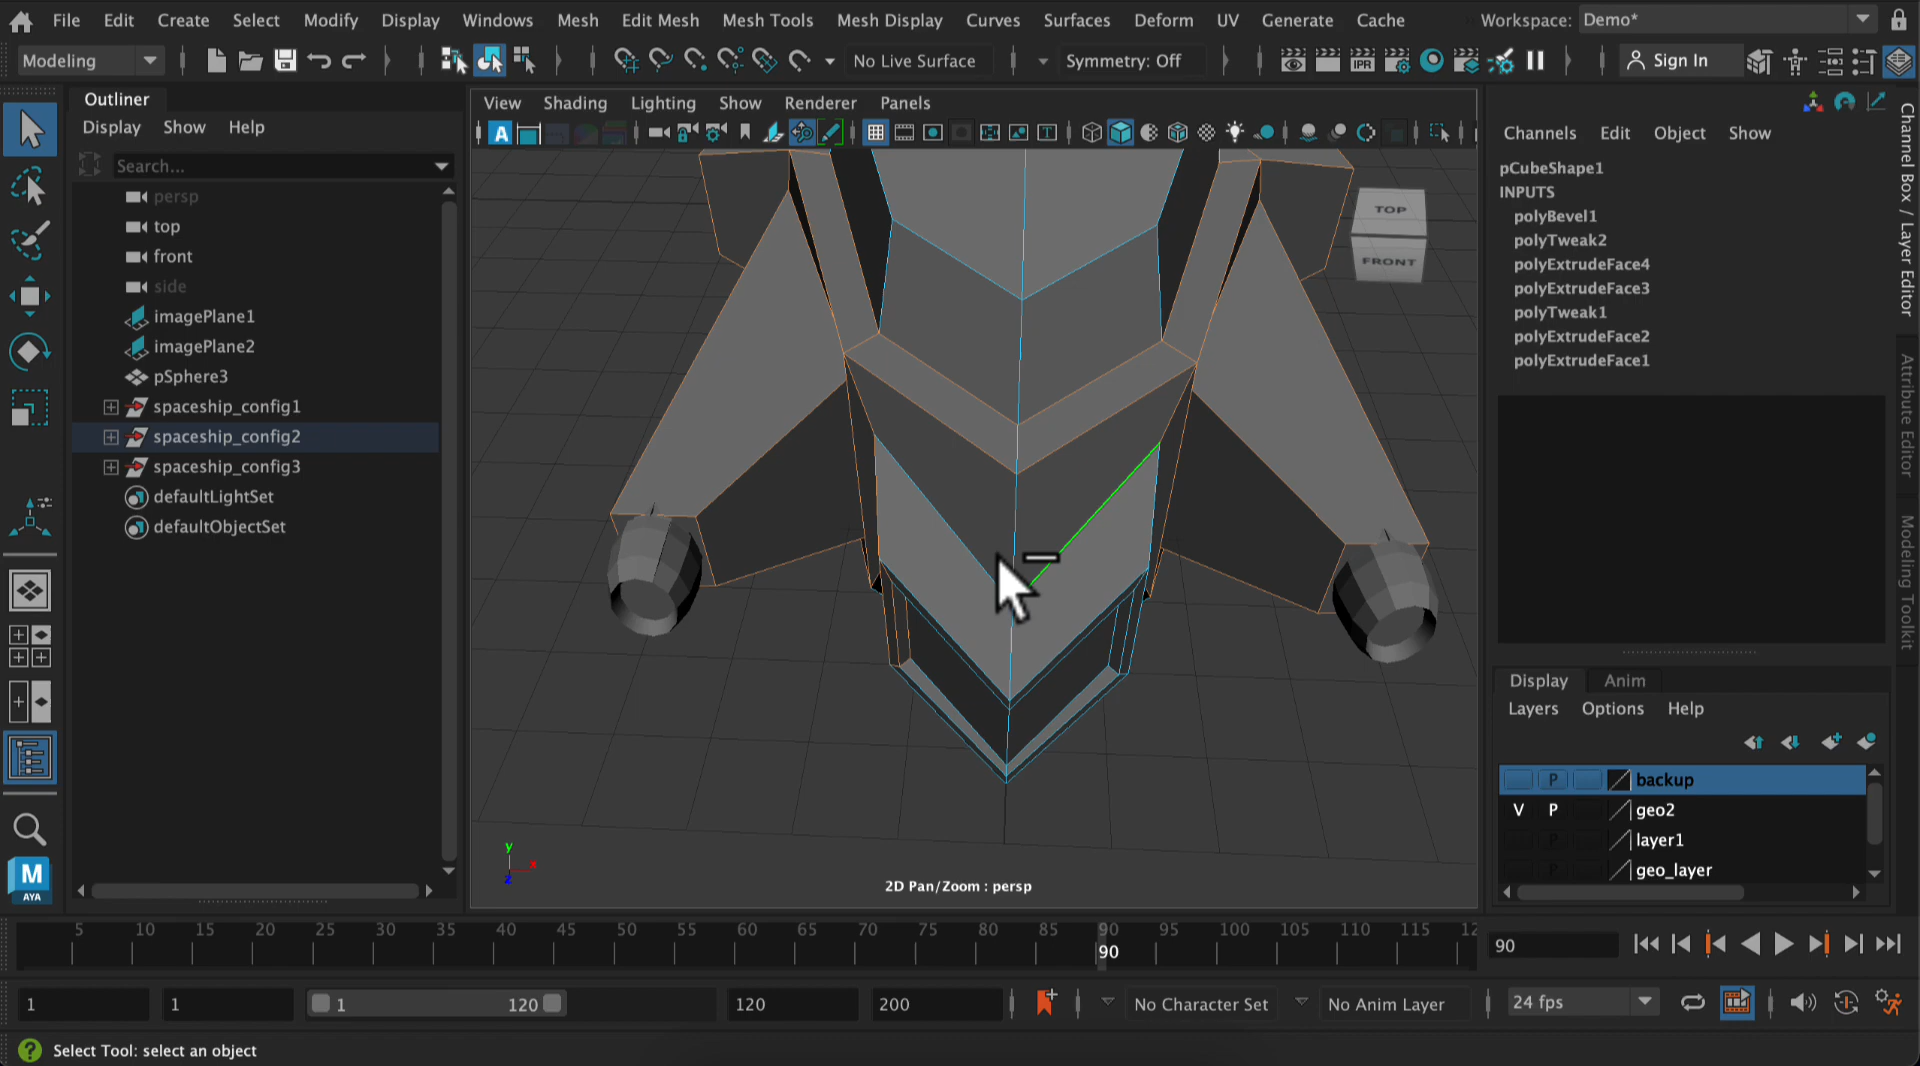 File Edit Create Select Modify Display Windows Mesh Edit Mesh Mesh Tools Mesh Display Curves Surfaces Deform UV Generate Cache Workspace: Demo*
Modeling No Live Surface Symmetry: Off IPR Sign In
Outliner
Display Show Help
Search...
persp
top
front
side
imagePlane1
imagePlane2
pSphere3
spaceship_config1
spaceship_config2
spaceship_config3
defaultLightSet
defaultObjectSet
M
AYA
View Shading Lighting Show Renderer Panels
A T
TOP
FRONT
y
x
z
2D Pan/Zoom : persp
Channels Edit Object Show
pCubeShape1
INPUTS
polyBevel1
polyTweak2
polyExtrudeFace4
polyExtrudeFace3
polyTweak1
polyExtrudeFace2
polyExtrudeFace1
Channel Box / Layer Editor
Attribute Editor
Modeling Toolkit
Display Anim
Layers Options Help
P backup
V P geo2
P layer1
P geo_layer
5 10 15 20 25 30 35 40 45 50 55 60 65 70 75 80 85 90 95 100 105 110 115 12
90
90
1 1 1 120 120 200 No Character Set No Anim Layer 24 fps
? Select Tool: select an object